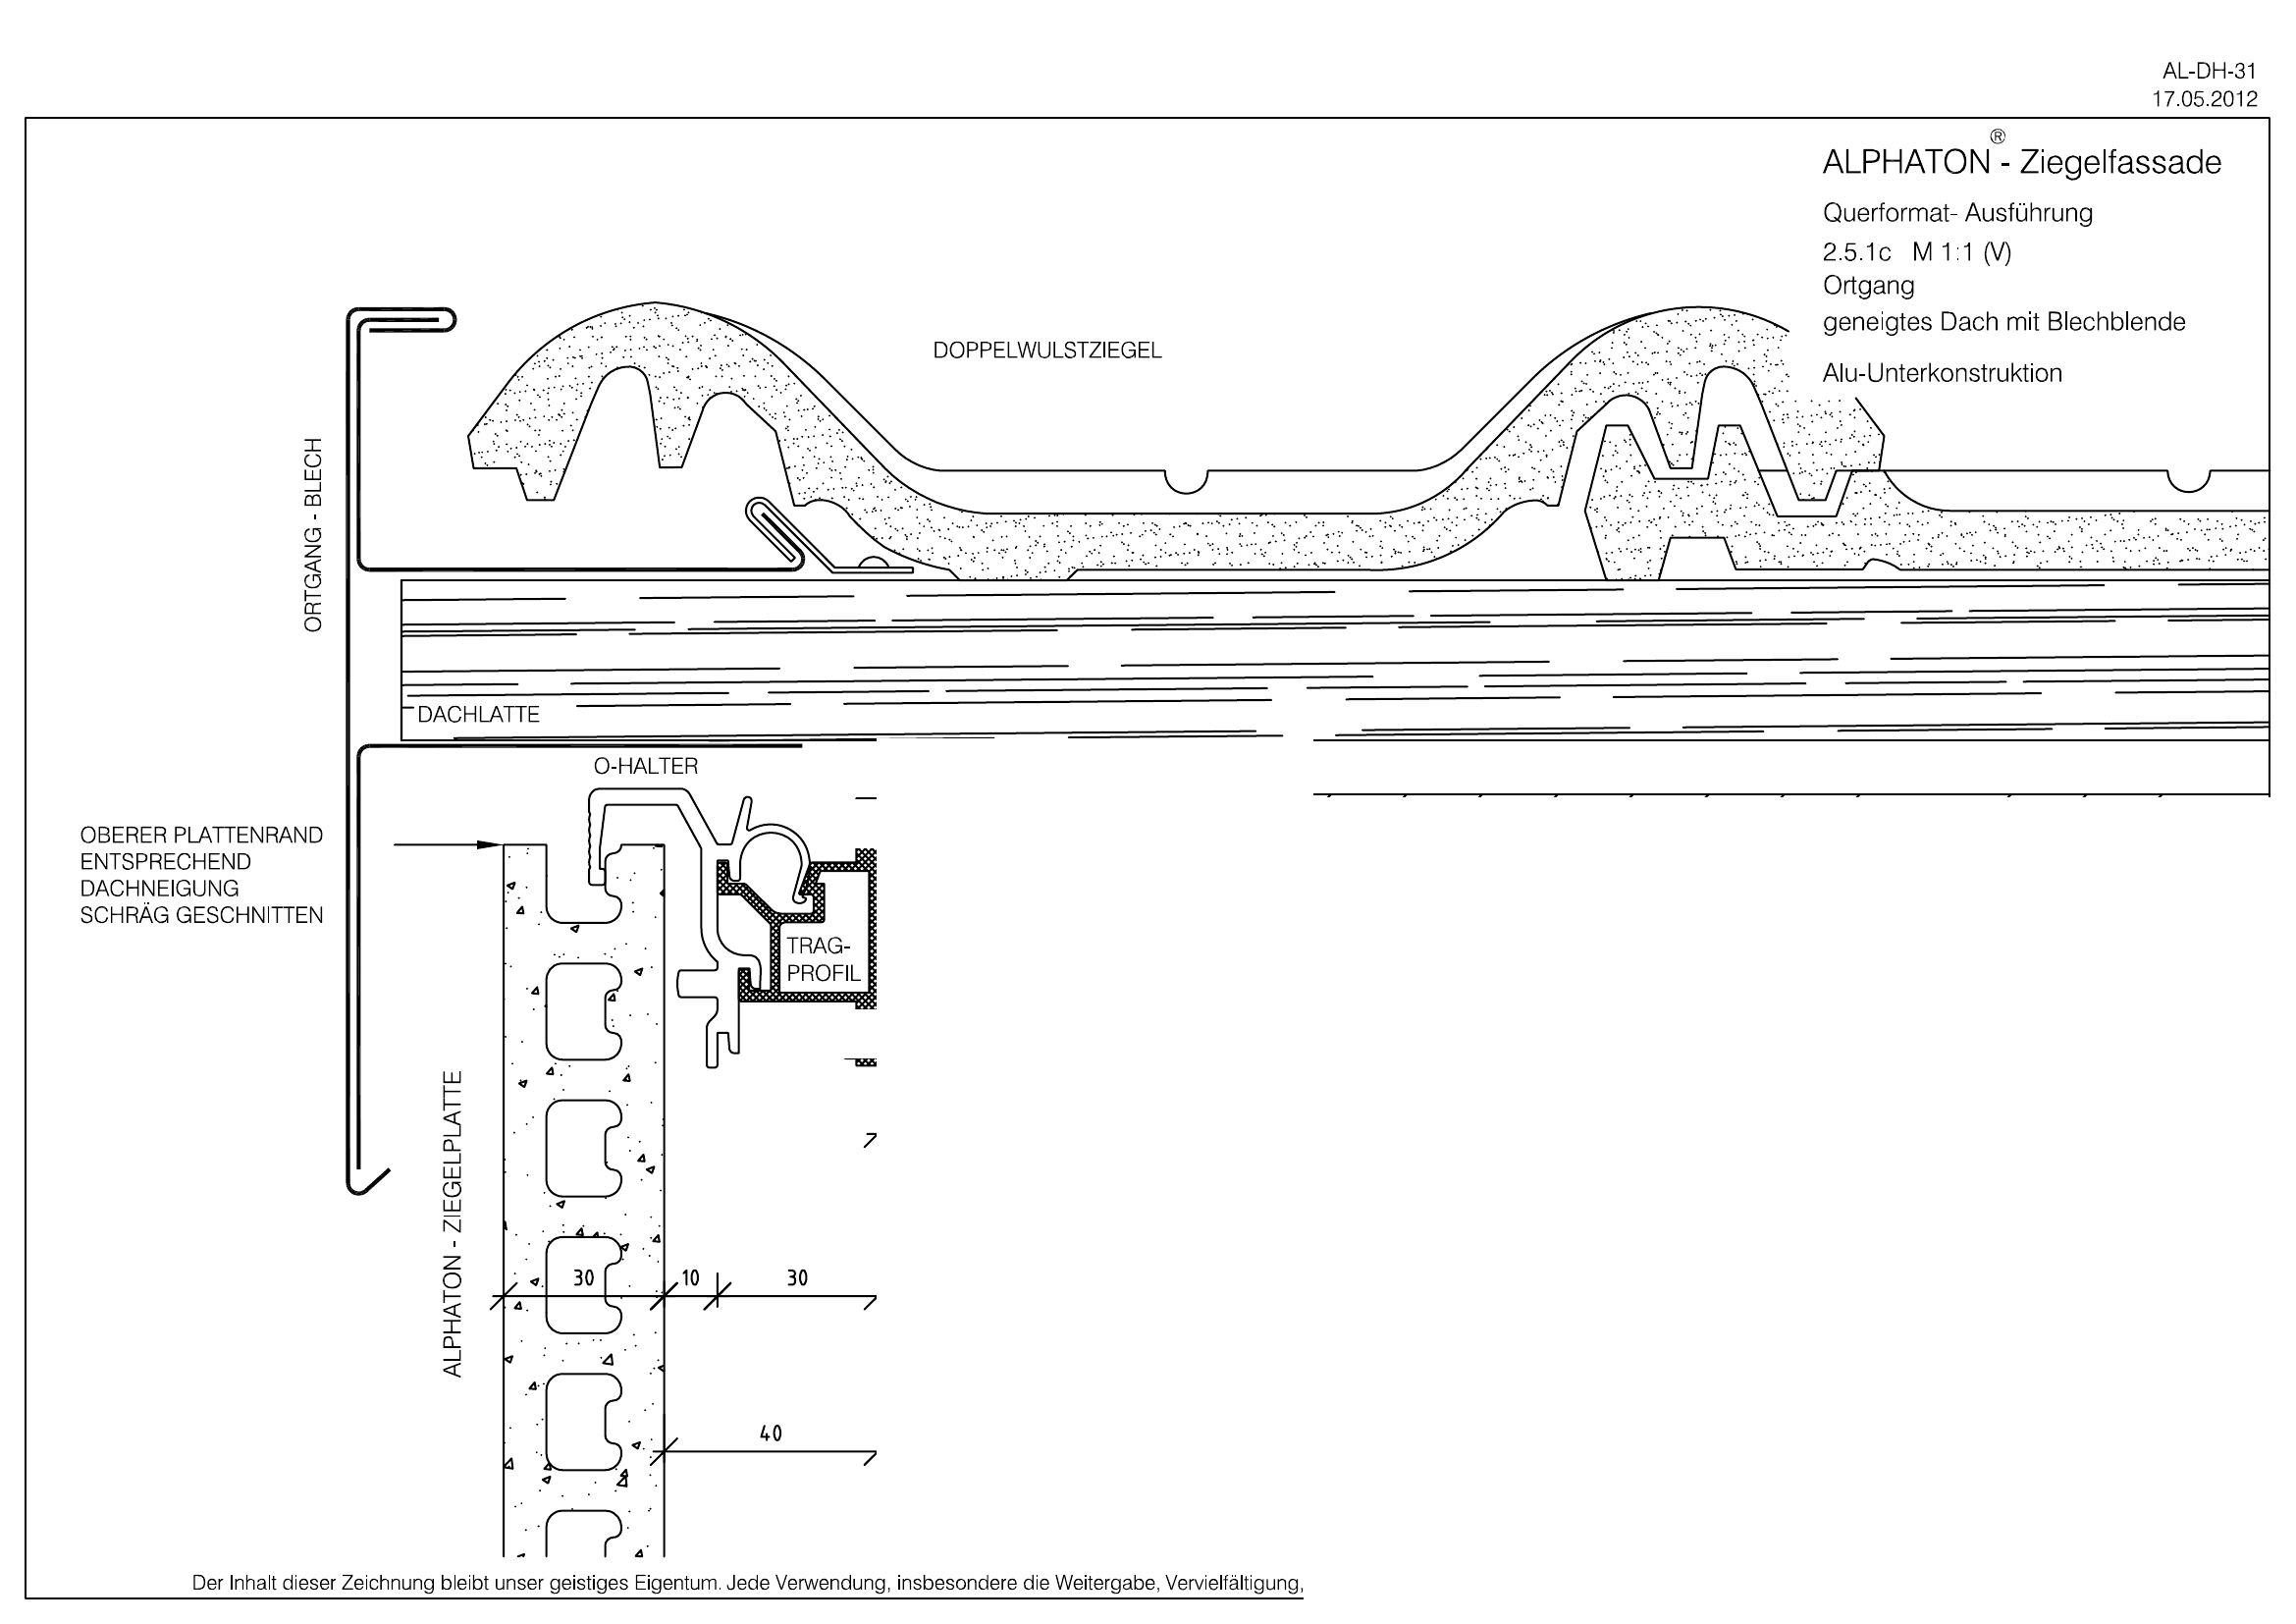 AL-DH-31
17.05.2012
ALPHATON® - Ziegelfassade
Querformat- Ausführung
2.5.1c M 1:1 (V)
Ortgang
geneigtes Dach mit Blechblende
Alu-Unterkonstruktion
DOPPELWULSTZIEGEL
ORTGANG - BLECH
DACHLATTE
O-HALTER
OBERER PLATTENRAND
ENTSPRECHEND
DACHNEIGUNG
SCHRÄG GESCHNITTEN
TRAG-
PROFIL
ALPHATON - ZIEGELPLATTE
30 10 30
40
Der Inhalt dieser Zeichnung bleibt unser geistiges Eigentum. Jede Verwendung, insbesondere die Weitergabe, Vervielfältigung,